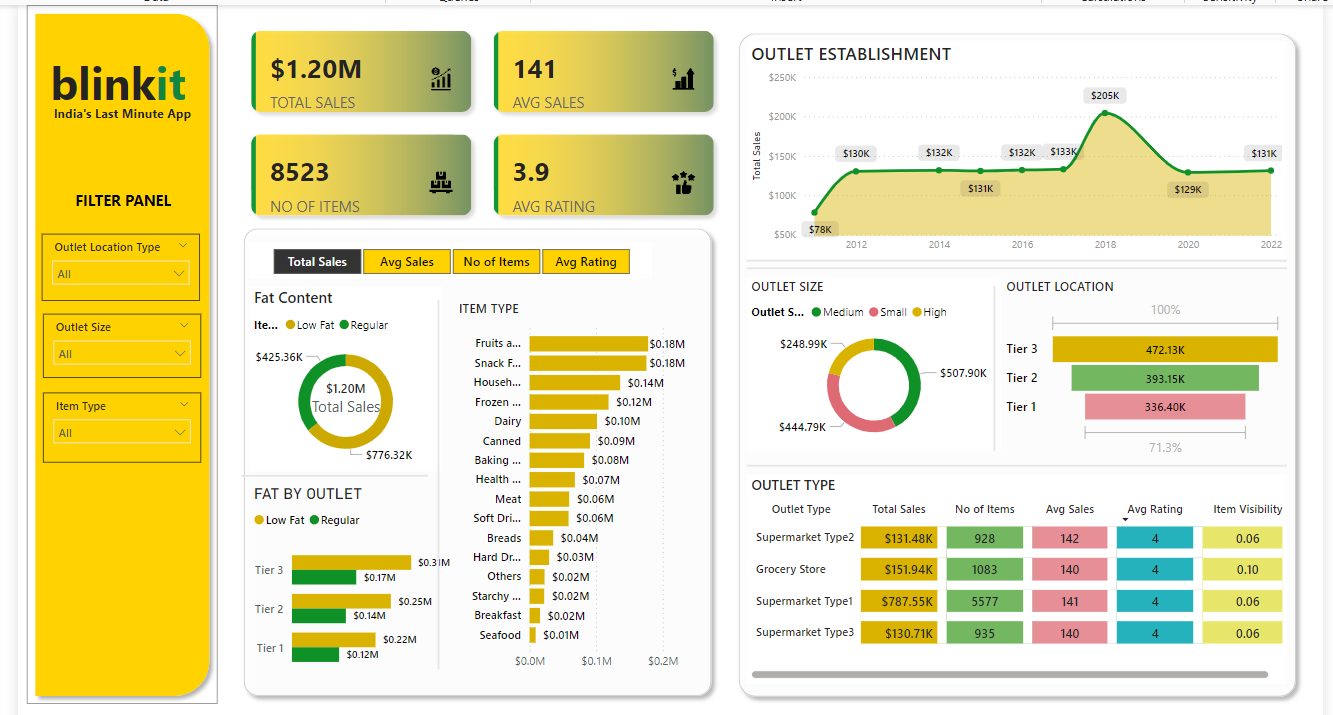 blinkit
India's Last Minute App
FILTER PANEL
Outlet Location Type
All
Outlet Size
All
Item Type
All
$1.20M
TOTAL SALES
141
AVG SALES
8523
NO OF ITEMS
3.9
AVG RATING
Total Sales Avg Sales No of Items Avg Rating
Fat Content
Ite... Low Fat Regular
$425.36K
$1.20M
Total Sales
$776.32K
FAT BY OUTLET
Low Fat Regular
Tier 3 $0.31M
$0.17M
Tier 2 $0.25M
$0.14M
Tier 1 $0.22M
$0.12M
ITEM TYPE
Fruits a... $0.18M
Snack F... $0.18M
Househ... $0.14M
Frozen ... $0.12M
Dairy $0.10M
Canned $0.09M
Baking ... $0.08M
Health ... $0.07M
Meat $0.06M
Soft Dri... $0.06M
Breads $0.04M
Hard Dr... $0.03M
Others $0.02M
Starchy ... $0.02M
Breakfast $0.02M
Seafood $0.01M
$0.0M $0.1M $0.2M
OUTLET ESTABLISHMENT
Total Sales
$250K
$200K
$150K
$100K
$50K
$78K $130K $132K $131K $132K $133K $205K $129K $131K
2012 2014 2016 2018 2020 2022
OUTLET SIZE
Outlet S... Medium Small High
$248.99K
$507.90K
$444.79K
OUTLET LOCATION
100%
Tier 3 472.13K
Tier 2 393.15K
Tier 1 336.40K
71.3%
OUTLET TYPE
Outlet Type Total Sales No of Items Avg Sales Avg Rating Item Visibility
Supermarket Type2 $131.48K 928 142 4 0.06
Grocery Store $151.94K 1083 140 4 0.10
Supermarket Type1 $787.55K 5577 141 4 0.06
Supermarket Type3 $130.71K 935 140 4 0.06